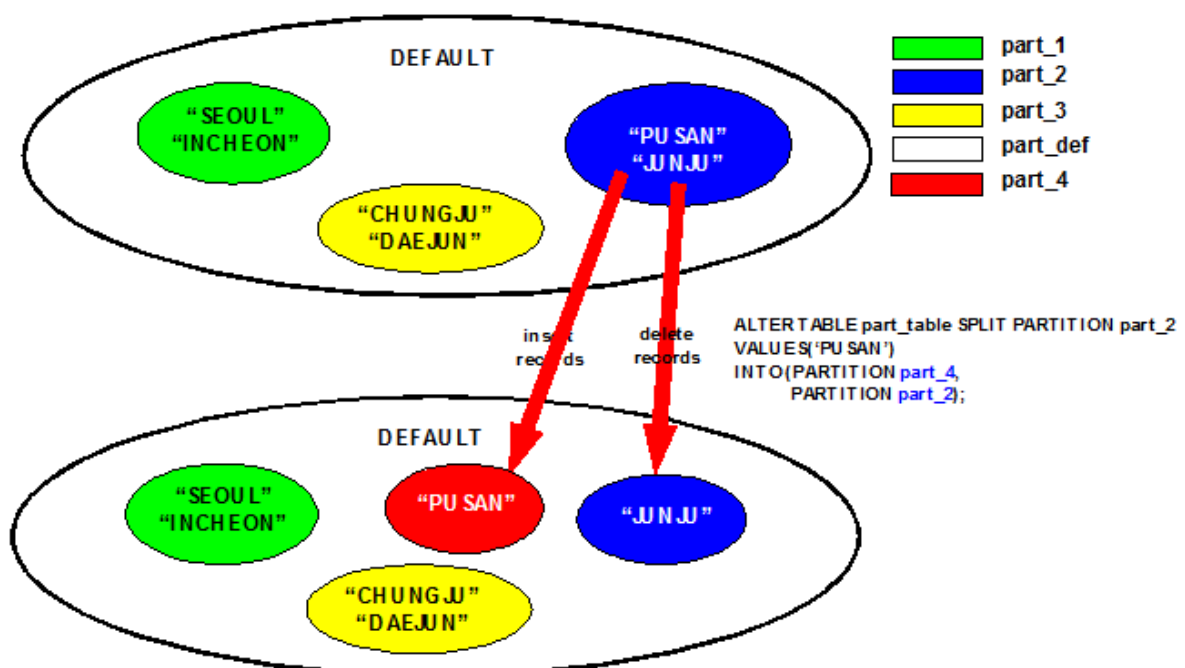 DEFAULT
“SEOUL”
“INCHEON”
“PUSAN”
“JUNJU”
“CHUNGJU”
“DAEJUN”
part_1
part_2
part_3
part_def
part_4
insert
records
delete
records
ALTER TABLE part_table SPLIT PARTITION part_2
VALUES(‘PUSAN’)
INTO(PARTITION part_4,
PARTITION part_2);
DEFAULT
“SEOUL”
“INCHEON”
“PUSAN”
“JUNJU”
“CHUNGJU”
“DAEJUN”